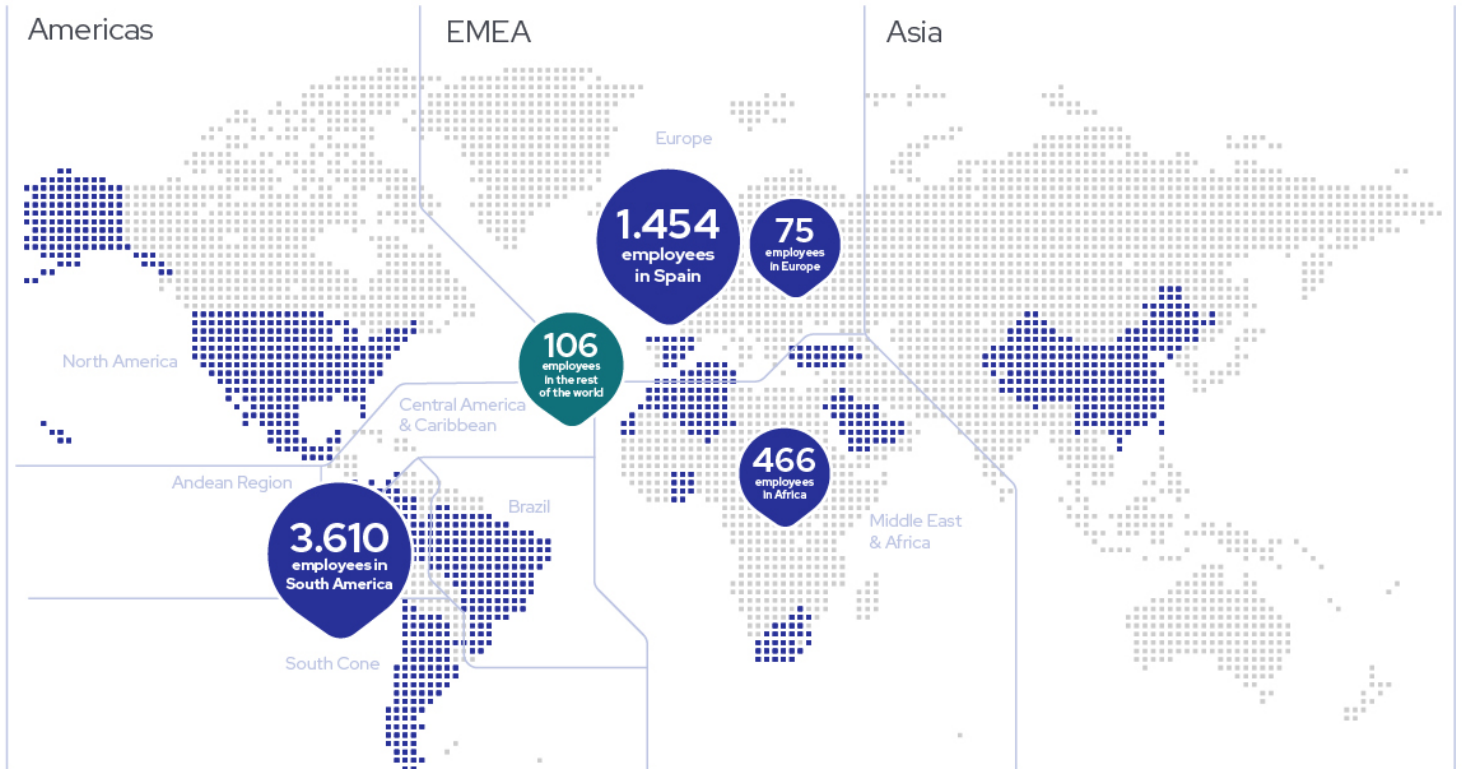 Americas
EMEA
Asia
Europe
1.454
employees
in Spain
75
employees
in Europe
106
employees
in the rest
of the world
North America
Central America
& Caribbean
Andean Region
466
employees
in Africa
Brazil
Middle East
& Africa
3.610
employees in
South America
South Cone